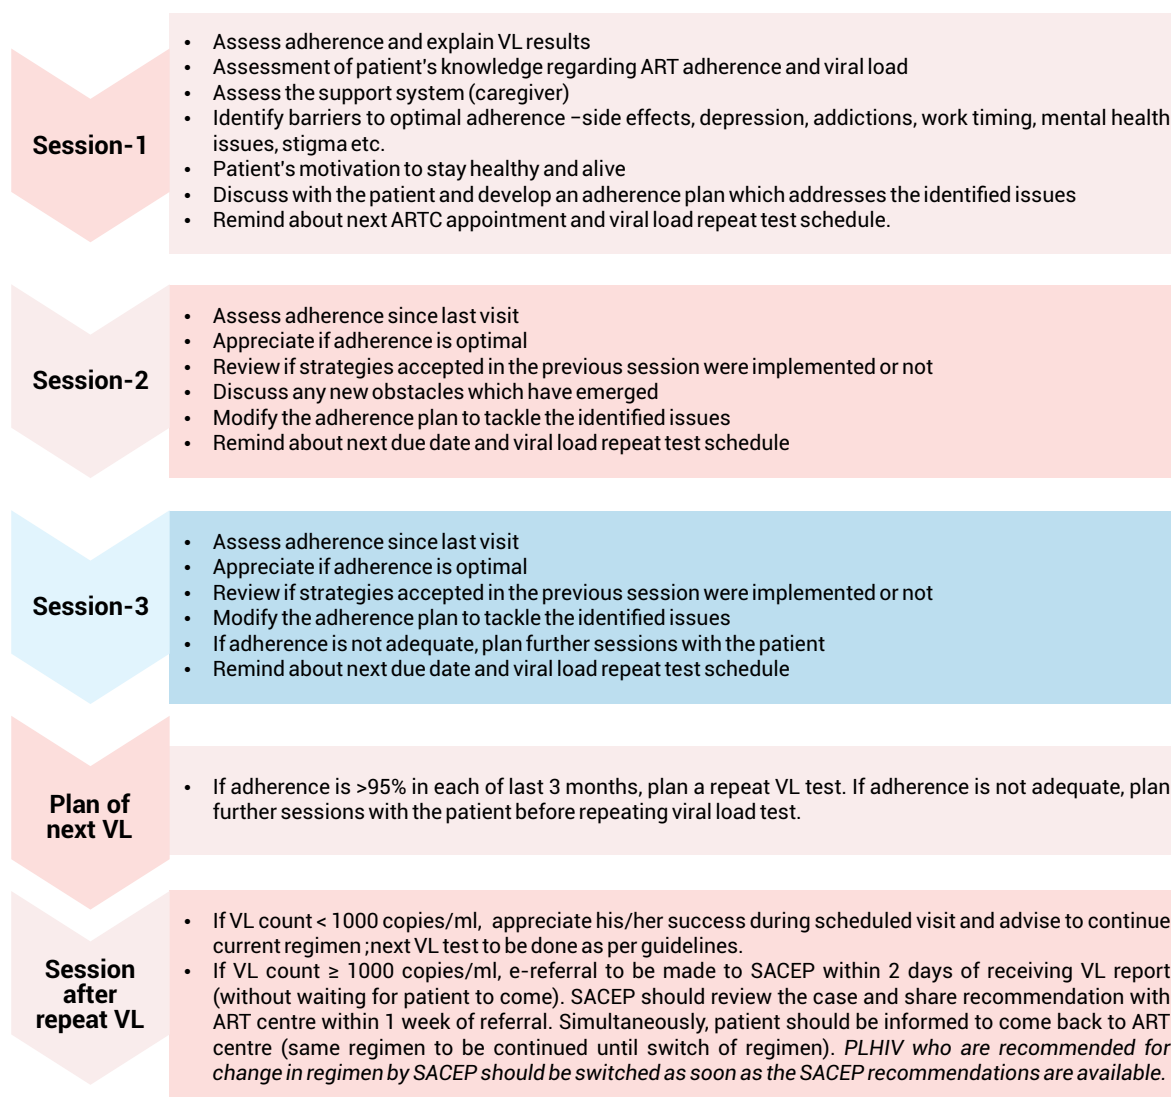 Session-1
• Assess adherence and explain VL results
• Assessment of patient's knowledge regarding ART adherence and viral load
• Assess the support system (caregiver)
• Identify barriers to optimal adherence –side effects, depression, addictions, work timing, mental health
issues, stigma etc.
• Patient's motivation to stay healthy and alive
• Discuss with the patient and develop an adherence plan which addresses the identified issues
• Remind about next ARTC appointment and viral load repeat test schedule.
Session-2
• Assess adherence since last visit
• Appreciate if adherence is optimal
• Review if strategies accepted in the previous session were implemented or not
• Discuss any new obstacles which have emerged
• Modify the adherence plan to tackle the identified issues
• Remind about next due date and viral load repeat test schedule
Session-3
• Assess adherence since last visit
• Appreciate if adherence is optimal
• Review if strategies accepted in the previous session were implemented or not
• Modify the adherence plan to tackle the identified issues
• If adherence is not adequate, plan further sessions with the patient
• Remind about next due date and viral load repeat test schedule
Plan of
next VL
• If adherence is >95% in each of last 3 months, plan a repeat VL test. If adherence is not adequate, plan
further sessions with the patient before repeating viral load test.
Session
after
repeat VL
• If VL count < 1000 copies/ml, appreciate his/her success during scheduled visit and advise to continue
current regimen ;next VL test to be done as per guidelines.
• If VL count ≥ 1000 copies/ml, e-referral to be made to SACEP within 2 days of receiving VL report
(without waiting for patient to come). SACEP should review the case and share recommendation with
ART centre within 1 week of referral. Simultaneously, patient should be informed to come back to ART
centre (same regimen to be continued until switch of regimen). PLHIV who are recommended for
change in regimen by SACEP should be switched as soon as the SACEP recommendations are available.